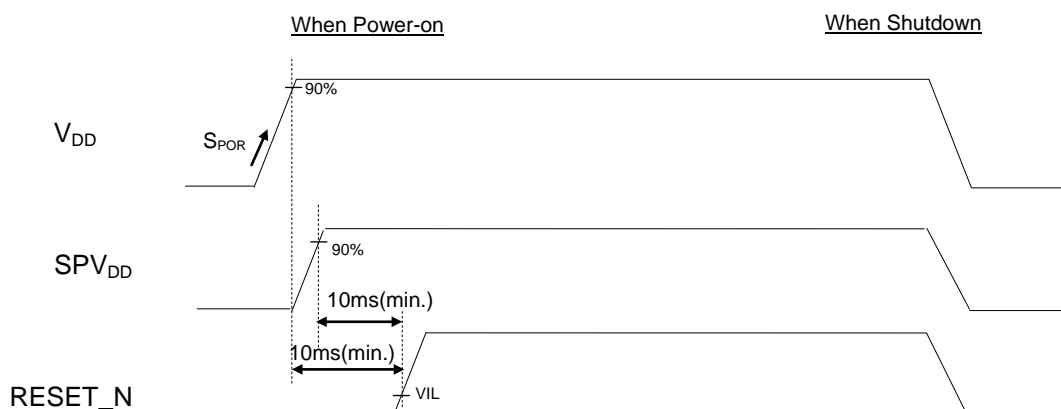 When Power-on When Shutdown
90%
VDD
SPOR
90%
SPVDD
10ms(min.)
10ms(min.)
VIL
RESET_N